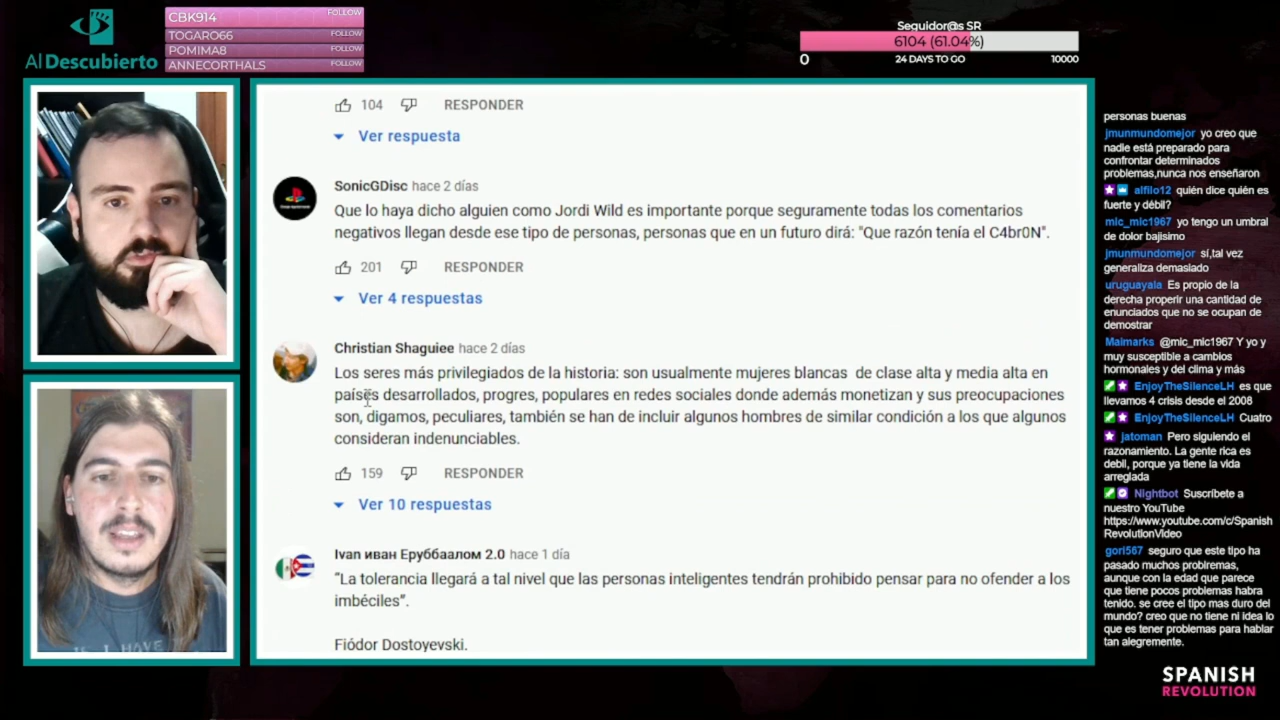 Al Descubierto
CBK914 FOLLOW
TOGARO66 FOLLOW
POMIMA8 FOLLOW
ANNECORTHALS FOLLOW
Seguidor@s SR
6104 (61.04%)
0 24 DAYS TO GO 10000
104 RESPONDER
Ver respuesta
SonicGDisc hace 2 días
Que lo haya dicho alguien como Jordi Wild es importante porque seguramente todas los comentarios
negativos llegan desde ese tipo de personas, personas que en un futuro dirá: "Que razón tenía el C4br0N".
201 RESPONDER
Ver 4 respuestas
Christian Shaguiee hace 2 días
Los seres más privilegiados de la historia: son usualmente mujeres blancas de clase alta y media alta en
países desarrollados, progres, populares en redes sociales donde además monetizan y sus preocupaciones
son, digamos, peculiares, también se han de incluir algunos hombres de similar condición a los que algunos
consideran indenunciables.
159 RESPONDER
Ver 10 respuestas
Ivan иван Еруббаалом 2.0 hace 1 día
“La tolerancia llegará a tal nivel que las personas inteligentes tendrán prohibido pensar para no ofender a los
imbéciles”.
Fiódor Dostoyevski.
personas buenas
jmunmundomejor yo creo que
nadie está preparado para
confrontar determinados
problemas,nunca nos enseñaron
alfilo12 quién dice quién es
fuerte y débil?
mic_mic1967 yo tengo un umbral
de dolor bajisimo
jmunmundomejor sí,tal vez
generaliza demasiado
uruguayala Es propio de la
derecha properir una cantidad de
enunciados que no se ocupan de
demostrar
Maimarks @mic_mic1967 Y yo y
muy susceptible a cambios
hormonales y del clima y más
EnjoyTheSilenceLH es que
llevamos 4 crisis desde el 2008
EnjoyTheSilenceLH Cuatro
jatoman Pero siguiendo el
razonamiento. La gente rica es
debil, porque ya tiene la vida
arreglada
Nightbot Suscríbete a
nuestro YouTube
https://www.youtube.com/c/Spanish
RevolutionVideo
gori567 seguro que este tipo ha
pasado muchos probiremas,
aunque con la edad que parece
que tiene pocos problemas habra
tenido. se cree el tipo mas duro del
mundo? creo que no tiene ni idea lo
que es tener problemas para hablar
tan alegremente.
SPANISH
REVOLUTION